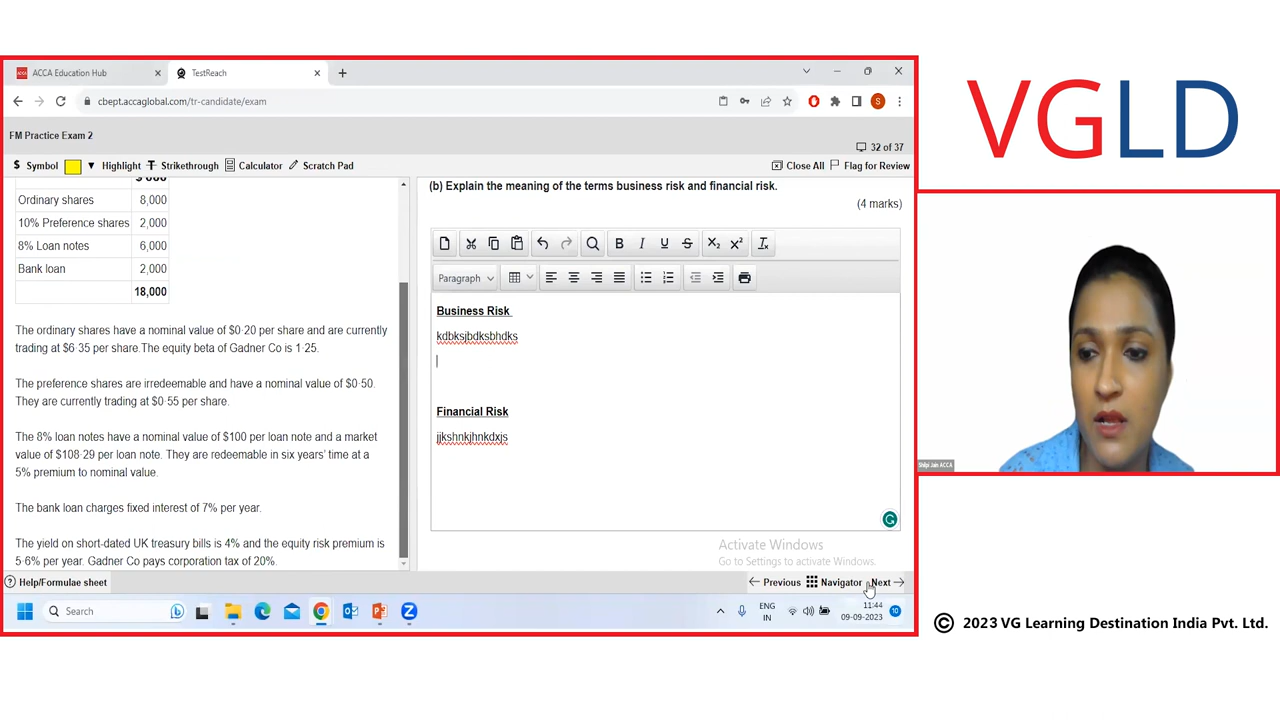 ACCA Education Hub
TestReach
cbept.accaglobal.com/tr-candidate/exam
FM Practice Exam 2
32 of 37
$ Symbol Highlight Strikethrough Calculator Scratch Pad
Close All Flag for Review
$'000
Ordinary shares 8,000
10% Preference shares 2,000
8% Loan notes 6,000
Bank loan 2,000
18,000
The ordinary shares have a nominal value of $0·20 per share and are currently
trading at $6·35 per share.The equity beta of Gadner Co is 1·25.
The preference shares are irredeemable and have a nominal value of $0·50.
They are currently trading at $0·55 per share.
The 8% loan notes have a nominal value of $100 per loan note and a market
value of $108·29 per loan note. They are redeemable in six years' time at a
5% premium to nominal value.
The bank loan charges fixed interest of 7% per year.
The yield on short-dated UK treasury bills is 4% and the equity risk premium is
5·6% per year. Gadner Co pays corporation tax of 20%.
(b) Explain the meaning of the terms business risk and financial risk.
(4 marks)
Paragraph
Business Risk
kdbksjbdksbhdks
Financial Risk
jjkshnkjhnkdxjs
Activate Windows
Go to Settings to activate Windows.
Help/Formulae sheet
Previous Navigator Next
Search
ENG
IN
11:44
09-09-2023
10
VGLD
Shilpi Jain ACCA
© 2023 VG Learning Destination India Pvt. Ltd.